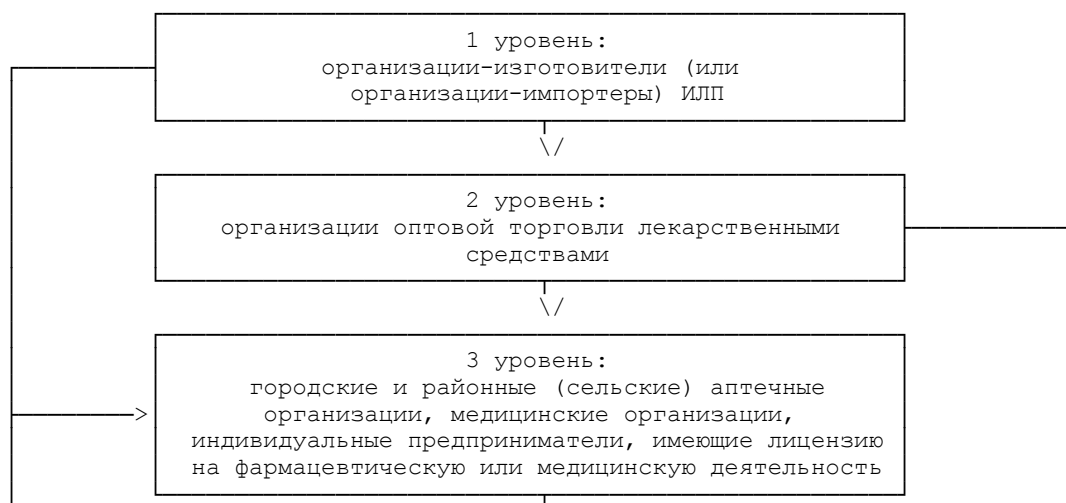 1 уровень:
организации-изготовители (или
организации-импортеры) ИЛП
\/
2 уровень:
организации оптовой торговли лекарственными
средствами
\/
3 уровень:
городские и районные (сельские) аптечные
организации, медицинские организации,
индивидуальные предприниматели, имеющие лицензию
на фармацевтическую или медицинскую деятельность